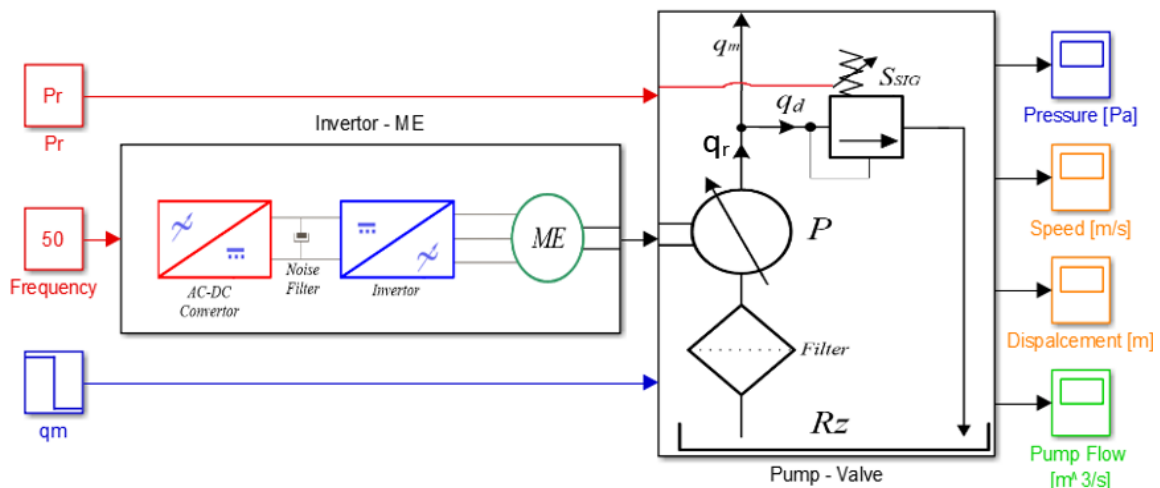 Pr
Pr
Invertor - ME
50
Frequency
AC-DC
Convertor
Noise
Filter
Invertor
ME
qm
qm
SSIG
qd
qr
P
Filter
Rz
Pump - Valve
Pressure [Pa]
Speed [m/s]
Dispalcement [m]
Pump Flow
[m^3/s]